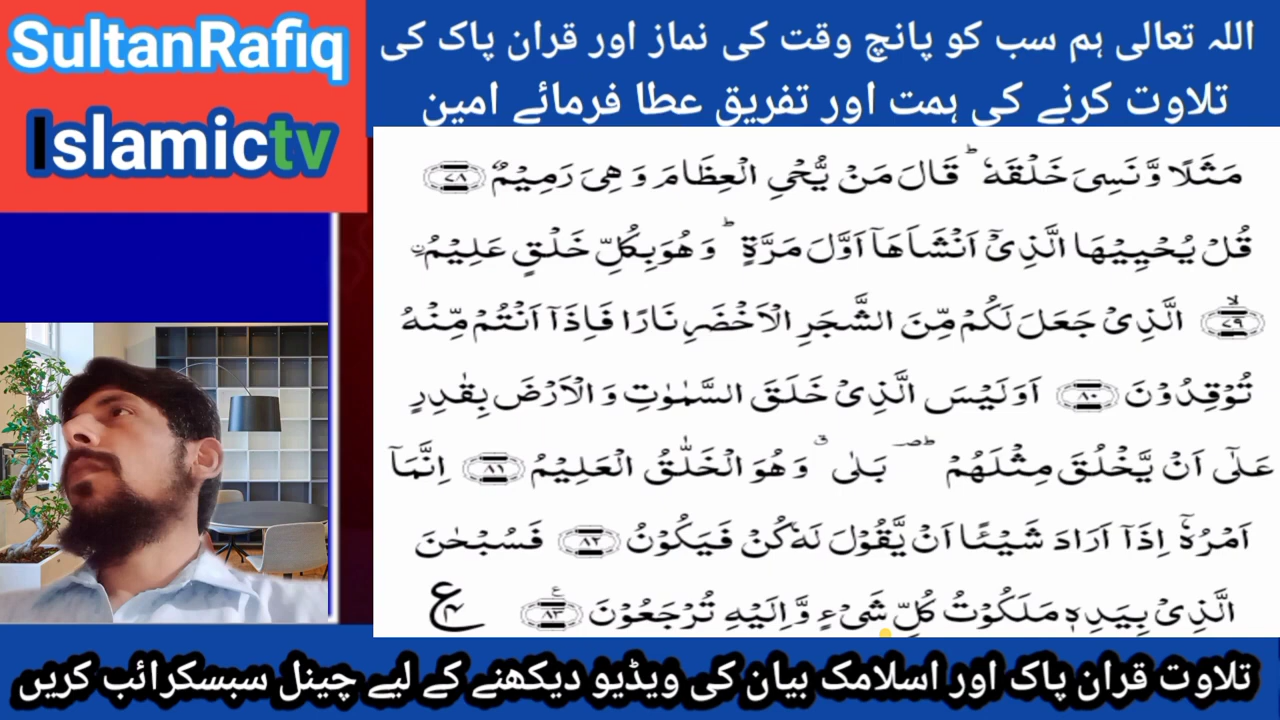 SultanRafiq
Islamictv
اللہ تعالی ہم سب کو پانچ وقت کی نماز اور قران پاک کی
تلاوت کرنے کی ہمت اور تفریق عطا فرمائے امین
مَثَلًا وَّنَسِىَ خَلۡقَهٗ‌ ؕ قَالَ مَنۡ يُّحۡىِ الۡعِظَامَ وَهِىَ رَمِيۡمٌ ‏﴿۷۸﴾
قُلۡ يُحۡيِيۡهَا الَّذِىۡۤ اَنۡشَاَهَاۤ اَوَّلَ مَرَّةٍ‌ ؕ وَهُوَ بِكُلِّ خَلۡقٍ عَلِيۡمُ ۨ
﴿ۙ۷۹﴾ الَّذِىۡ جَعَلَ لَكُمۡ مِّنَ الشَّجَرِ الۡاَخۡضَرِ نَارًا فَاِذَاۤ اَنۡتُمۡ مِّنۡهُ
تُوۡقِدُوۡنَ ﴿۸۰﴾ اَوَلَيۡسَ الَّذِىۡ خَلَقَ السَّمٰوٰتِ وَالۡاَرۡضَ بِقٰدِرٍ
عَلٰٓى اَنۡ يَّخۡلُقَ مِثۡلَهُمۡ ؕ ؔ بَلٰى ۗ وَهُوَ الۡخَلّٰقُ الۡعَلِيۡمُ ﴿۸۱﴾ اِنَّمَاۤ
اَمۡرُهٗۤ اِذَاۤ اَرَادَ شَیْئًـا اَنۡ يَّقُوۡلَ لَهٗ كُنۡ فَيَكُوۡنُ ﴿۸۲﴾ فَسُبۡحٰنَ
الَّذِىۡ بِيَدِهٖ مَلَكُوۡتُ كُلِّ شَىۡءٍ وَّاِلَيۡهِ تُرۡجَعُوۡنَ ﴿۸۳﴾ ع
تلاوت قران پاک اور اسلامک بیان کی ویڈیو دیکھنے کے لیے چینل سبسکرائب کریں